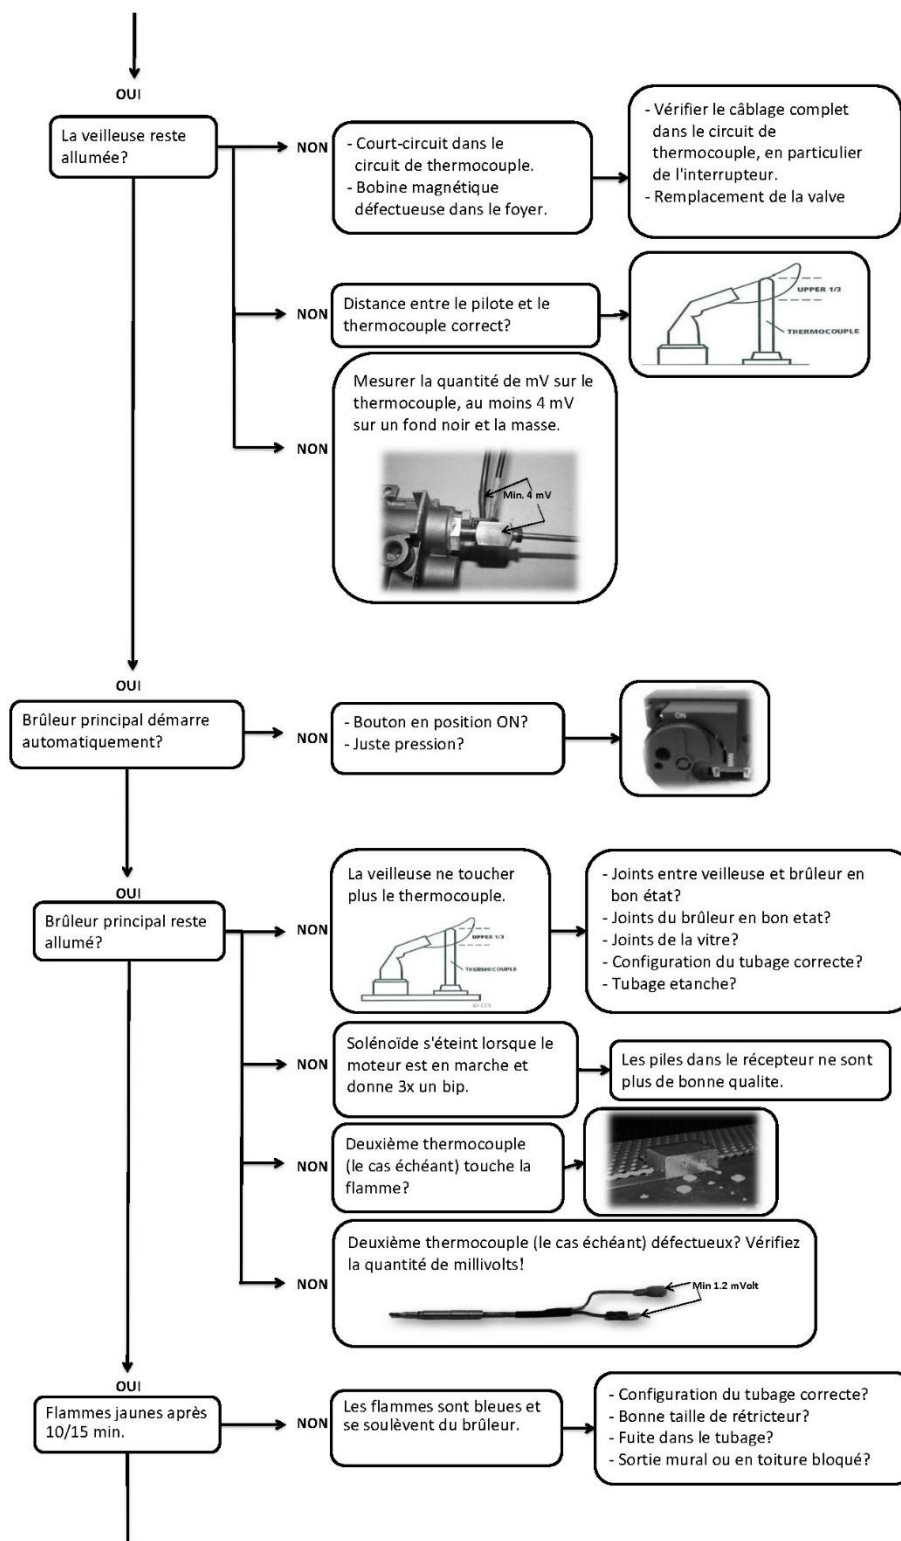 OUI
La veilleuse reste
allumée?
NON
- Court-circuit dans le
circuit de thermocouple.
- Bobine magnétique
défectueuse dans le foyer.
- Vérifier le câblage complet
dans le circuit de
thermocouple, en particulier
de l'interrupteur.
- Remplacement de la valve
NON
Distance entre le pilote et le
thermocouple correct?
UPPER 1/3
THERMOCOUPLE
NON
Mesurer la quantité de mV sur le
thermocouple, au moins 4 mV
sur un fond noir et la masse.
Min. 4 mV
OUI
Brûleur principal démarre
automatiquement?
NON
- Bouton en position ON?
- Juste pression?
ON
MAN
OUI
Brûleur principal reste
allumé?
NON
La veilleuse ne toucher
plus le thermocouple.
UPPER 1/3
THERMOCOUPLE
- Joints entre veilleuse et brûleur en
bon état?
- Joints du brûleur en bon etat?
- Joints de la vitre?
- Configuration du tubage correcte?
- Tubage etanche?
NON
Solénoïde s'éteint lorsque le
moteur est en marche et
donne 3x un bip.
Les piles dans le récepteur ne sont
plus de bonne qualite.
NON
Deuxième thermocouple
(le cas échéant) touche la
flamme?
NON
Deuxième thermocouple (le cas échéant) défectueux? Vérifiez
la quantité de millivolts!
Min 1.2 mVolt
OUI
Flammes jaunes après
10/15 min.
NON
Les flammes sont bleues et
se soulèvent du brûleur.
- Configuration du tubage correcte?
- Bonne taille de rétricteur?
- Fuite dans le tubage?
- Sortie mural ou en toiture bloqué?